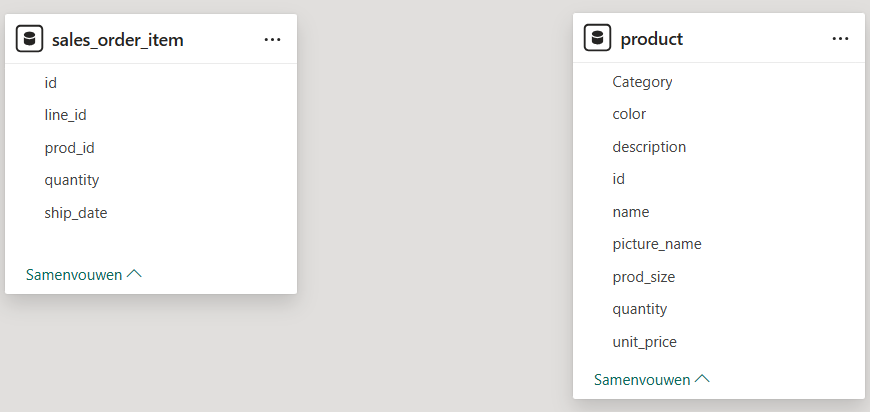 sales_order_item
id
line_id
prod_id
quantity
ship_date
Samenvouwen
product
Category
color
description
id
name
picture_name
prod_size
quantity
unit_price
Samenvouwen